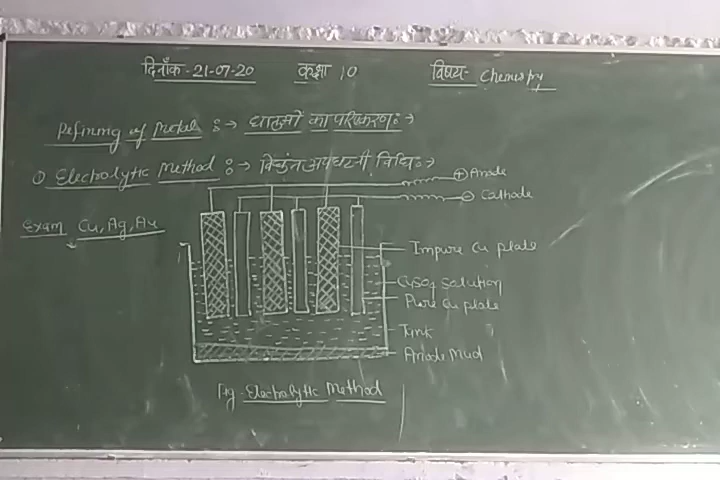 दिनाँक-21-07-20 कक्षा 10 विषय- Chemistry
Refining of Metal :→ धातुओं का परिष्करण :→
① Electrolytic Method :→ विद्युत अपघटनी विधि :→
⊕ Anode
⊖ Cathode
Exam Cu, Ag, Au
Impure Cu plate
CuSO4 Solution
Pure Cu plate
Tank
Anode Mud
Fig- Electrolytic Method